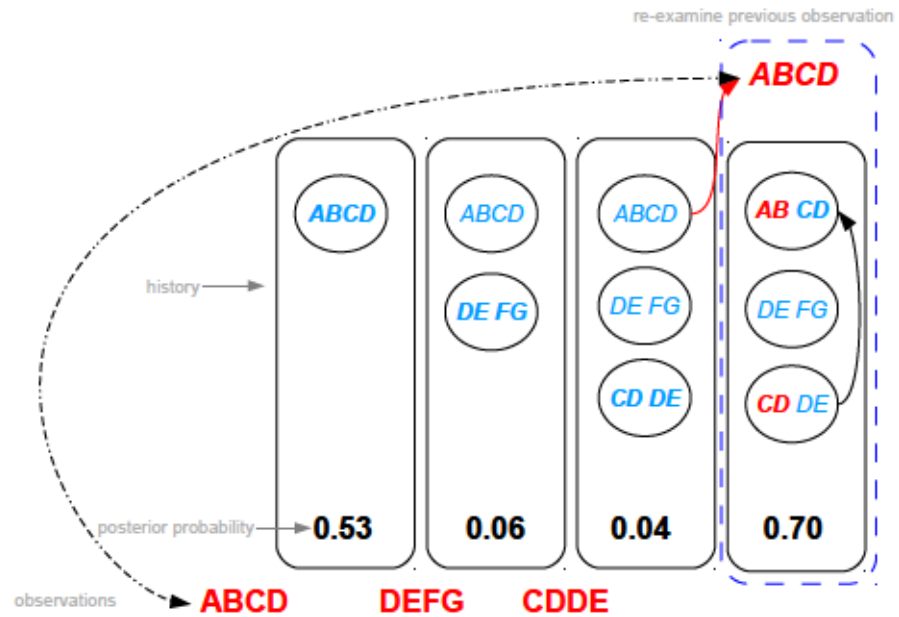 re-examine previous observation
ABCD
ABCD
ABCD
ABCD
AB CD
history
DE FG
DE FG
DE FG
CD DE
CD DE
posterior probability
0.53
0.06
0.04
0.70
observations
ABCD
DEFG
CDDE